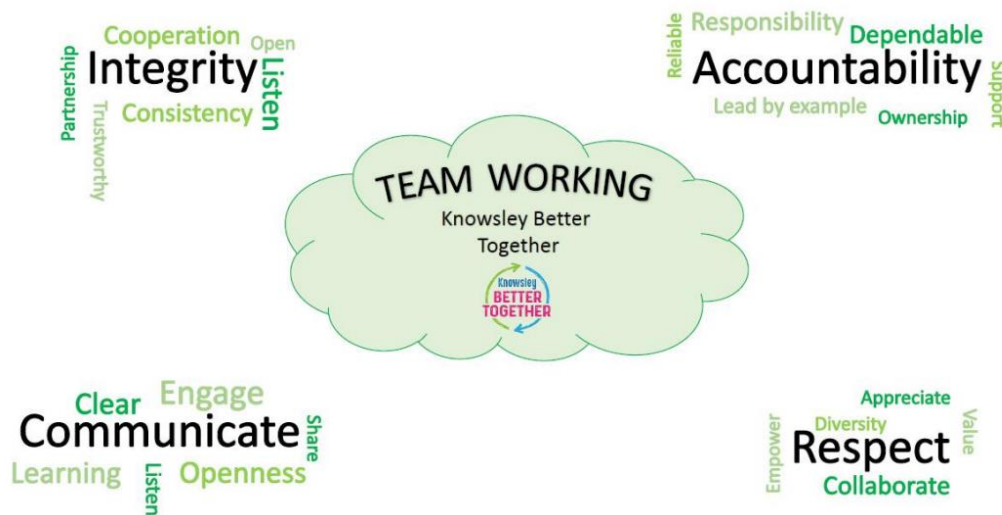 Cooperation
Open
Partnership
Integrity
Listen
Trustworthy
Consistency
Reliable
Responsibility
Dependable
Accountability
Support
Lead by example
Ownership
TEAM WORKING
Knowsley Better
Together
Knowsley
BETTER
TOGETHER
Engage
Clear
Communicate
Share
Learning
Listen
Openness
Appreciate
Empower
Diversity
Value
Respect
Collaborate